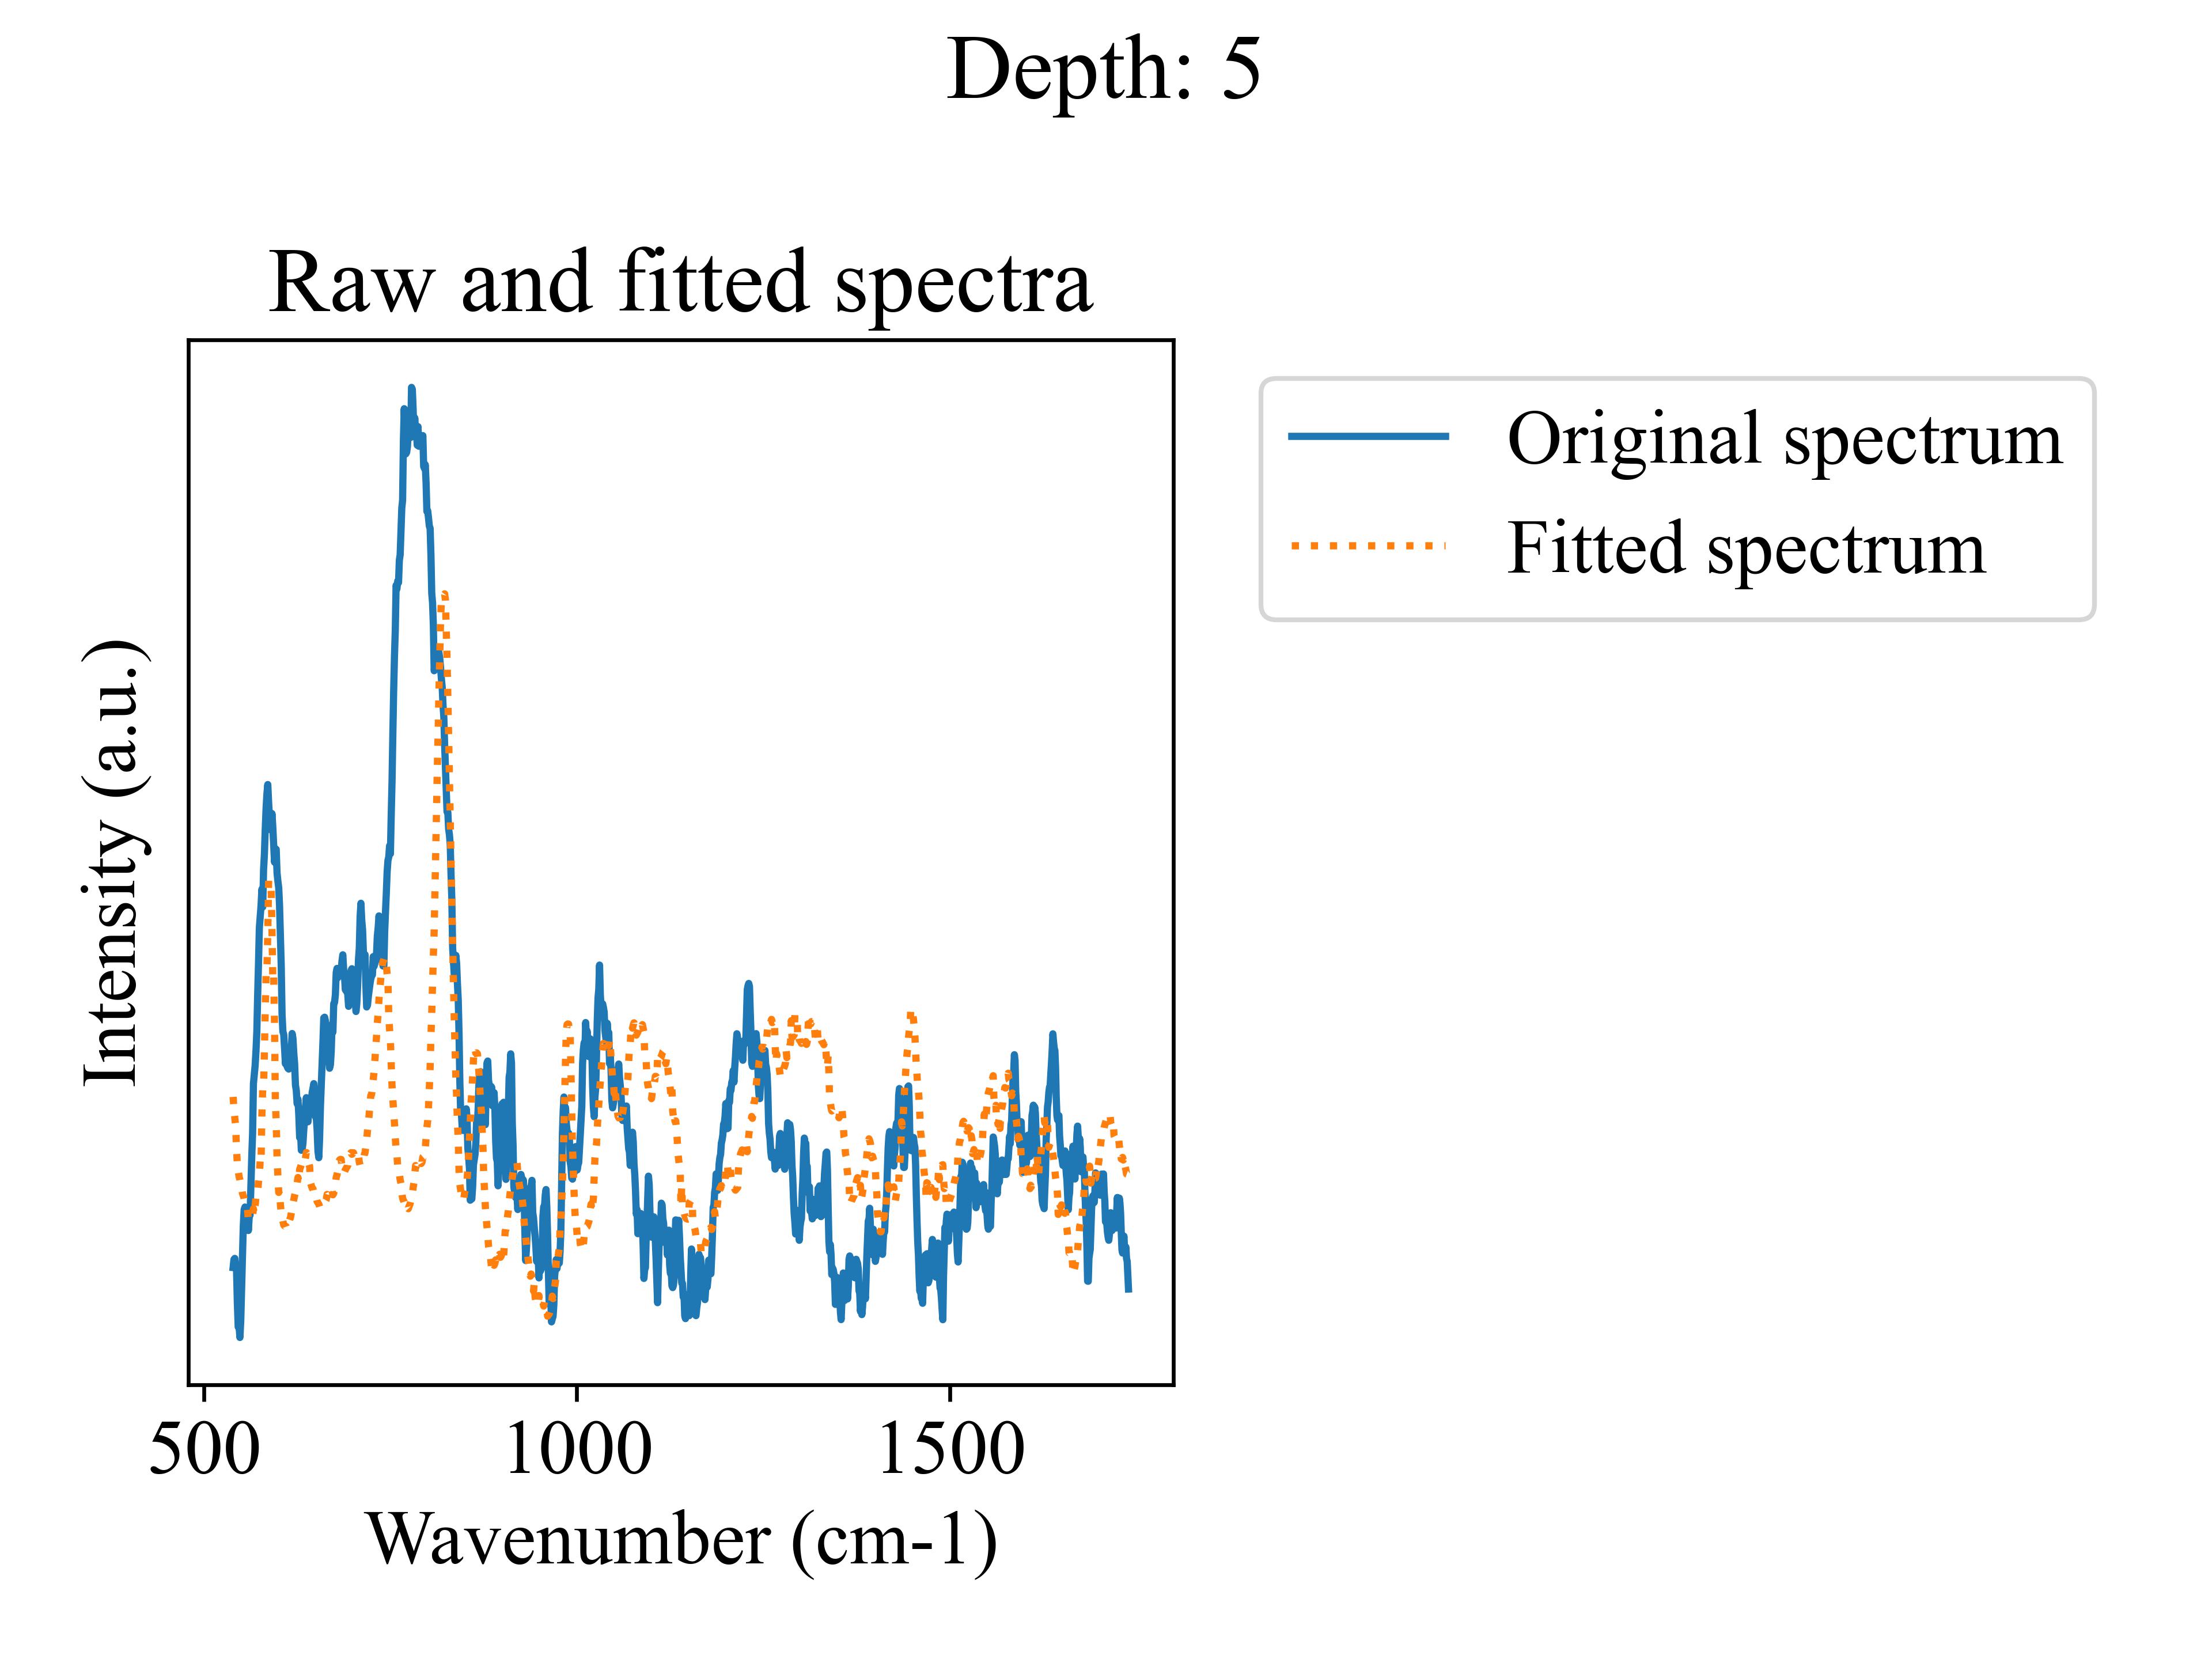 Depth: 5
Raw and fitted spectra
Original spectrum
Fitted spectrum
Intensity (a.u.)
500 1000 1500
Wavenumber (cm-1)